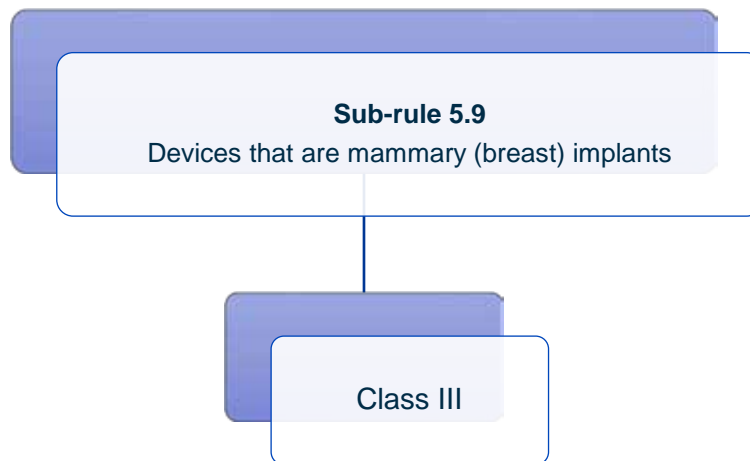 Sub-rule 5.9
Devices that are mammary (breast) implants
Class III